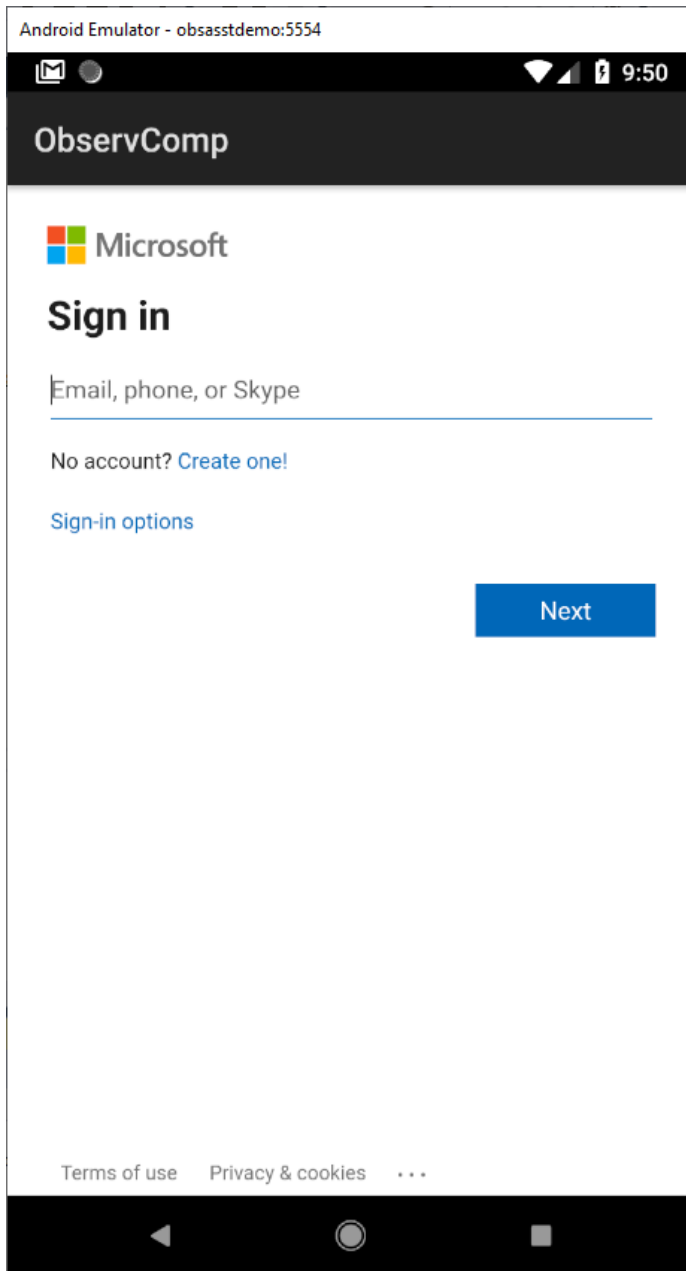 Android Emulator - obsasstdemo:5554
9:50
ObservComp
Microsoft
Sign in
Email, phone, or Skype
No account? Create one!
Sign-in options
Next
Terms of use Privacy & cookies ...